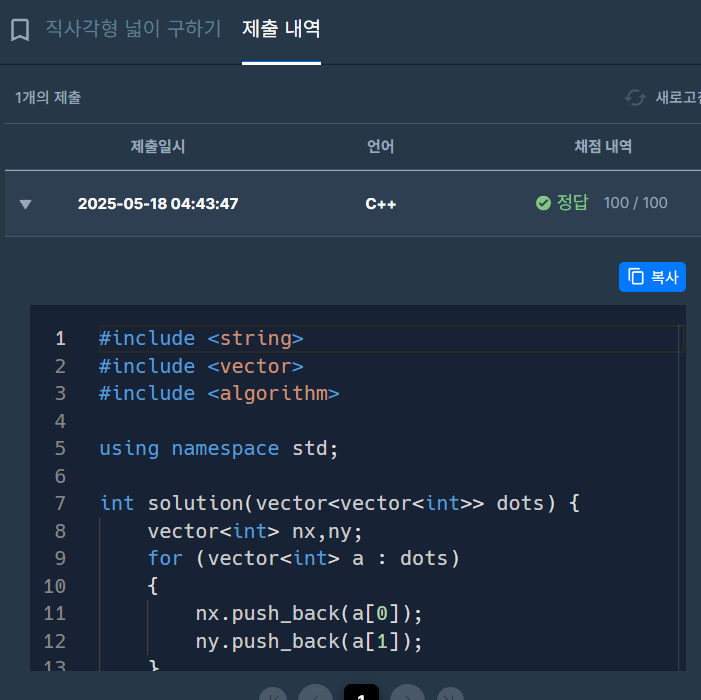 직사각형 넓이 구하기 제출 내역
1개의 제출 새로고
제출일시 언어 채점 내역
▼ 2025-05-18 04:43:47 C++ 정답 100 / 100
복사
1 #include <string>
2 #include <vector>
3 #include <algorithm>
4
5 using namespace std;
6
7 int solution(vector<vector<int>> dots) {
8 vector<int> nx,ny;
9 for (vector<int> a : dots)
10 {
11 nx.push_back(a[0]);
12 ny.push_back(a[1]);
13 }
1